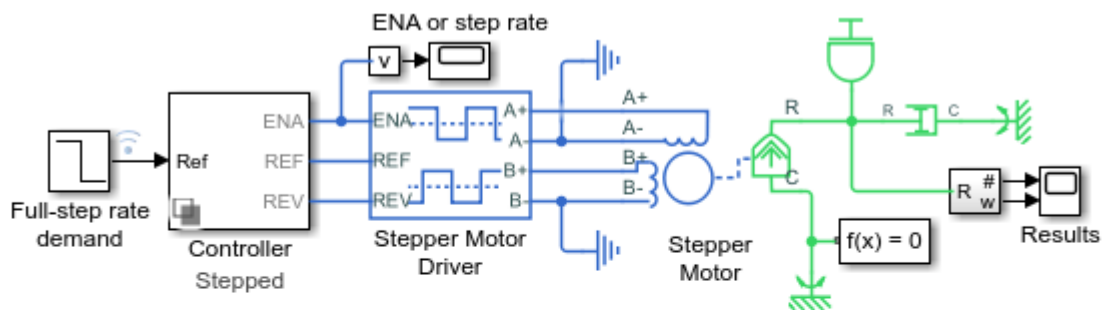 ENA or step rate
v
Full-step rate
demand
Ref
ENA
REF
REV
Controller
Stepped
ENA
REF
REV
A+
A-
B+
B-
Stepper Motor
Driver
A+
A-
B+
B-
Stepper
Motor
R
C
R
C
f(x) = 0
R
#
w
Results